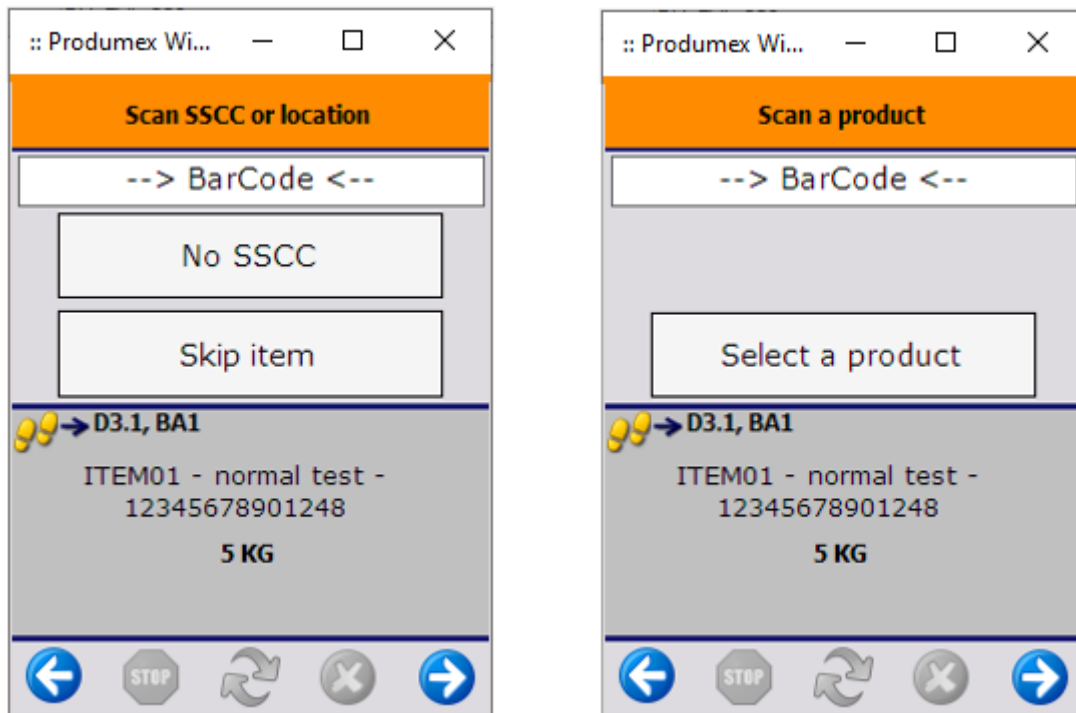 :: Produmex Wi...
Scan SSCC or location
--> BarCode <--
No SSCC
Skip item
D3.1, BA1
ITEM01 - normal test -
12345678901248
5 KG
STOP
:: Produmex Wi...
Scan a product
--> BarCode <--
Select a product
D3.1, BA1
ITEM01 - normal test -
12345678901248
5 KG
STOP